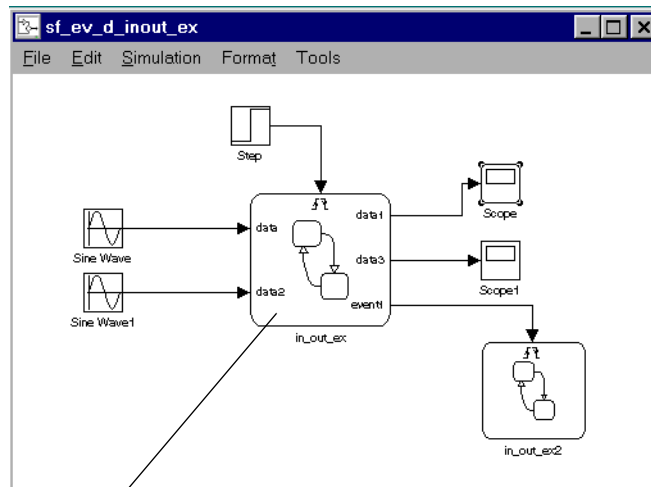 sf_ev_d_inout_ex
File Edit Simulation Format Tools
Step
data
data1
Scope
Sine Wave
data3
data2
Scope1
Sine Wave1
event1
in_out_ex
in_out_ex2